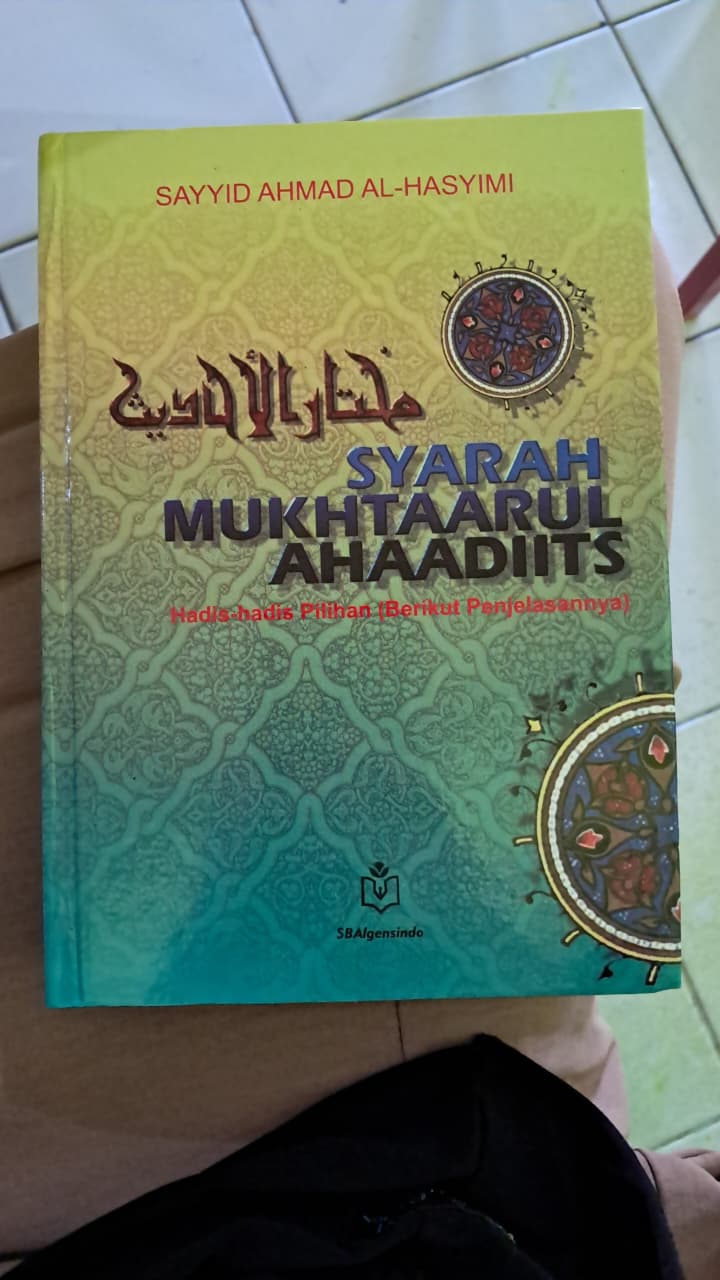 SAYYID AHMAD AL-HASYIMI
مختار الأحاديث
SYARAH
MUKHTAARUL
AHAADIITS
Hadis-hadis Pilihan (Berikut Penjelasannya)
SBAlgensindo